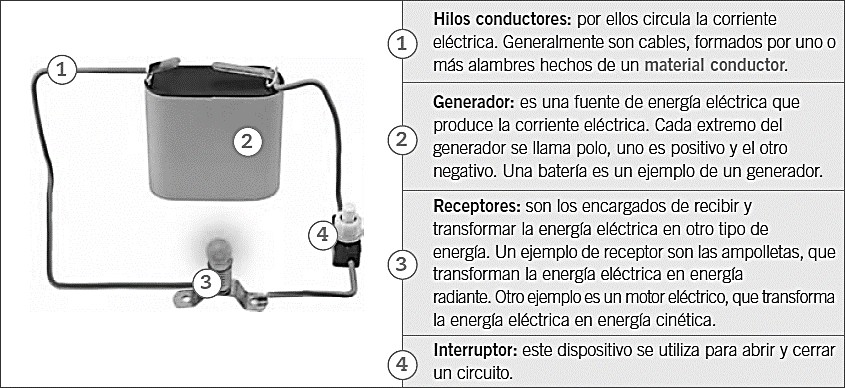 1
2
3
4
1
Hilos conductores: por ellos circula la corriente
eléctrica. Generalmente son cables, formados por uno o
más alambres hechos de un material conductor.
2
Generador: es una fuente de energía eléctrica que
produce la corriente eléctrica. Cada extremo del
generador se llama polo, uno es positivo y el otro
negativo. Una batería es un ejemplo de un generador.
3
Receptores: son los encargados de recibir y
transformar la energía eléctrica en otro tipo de
energía. Un ejemplo de receptor son las ampolletas, que
transforman la energía eléctrica en energía
radiante. Otro ejemplo es un motor eléctrico, que transforma
la energía eléctrica en energía cinética.
4
Interruptor: este dispositivo se utiliza para abrir y cerrar
un circuito.